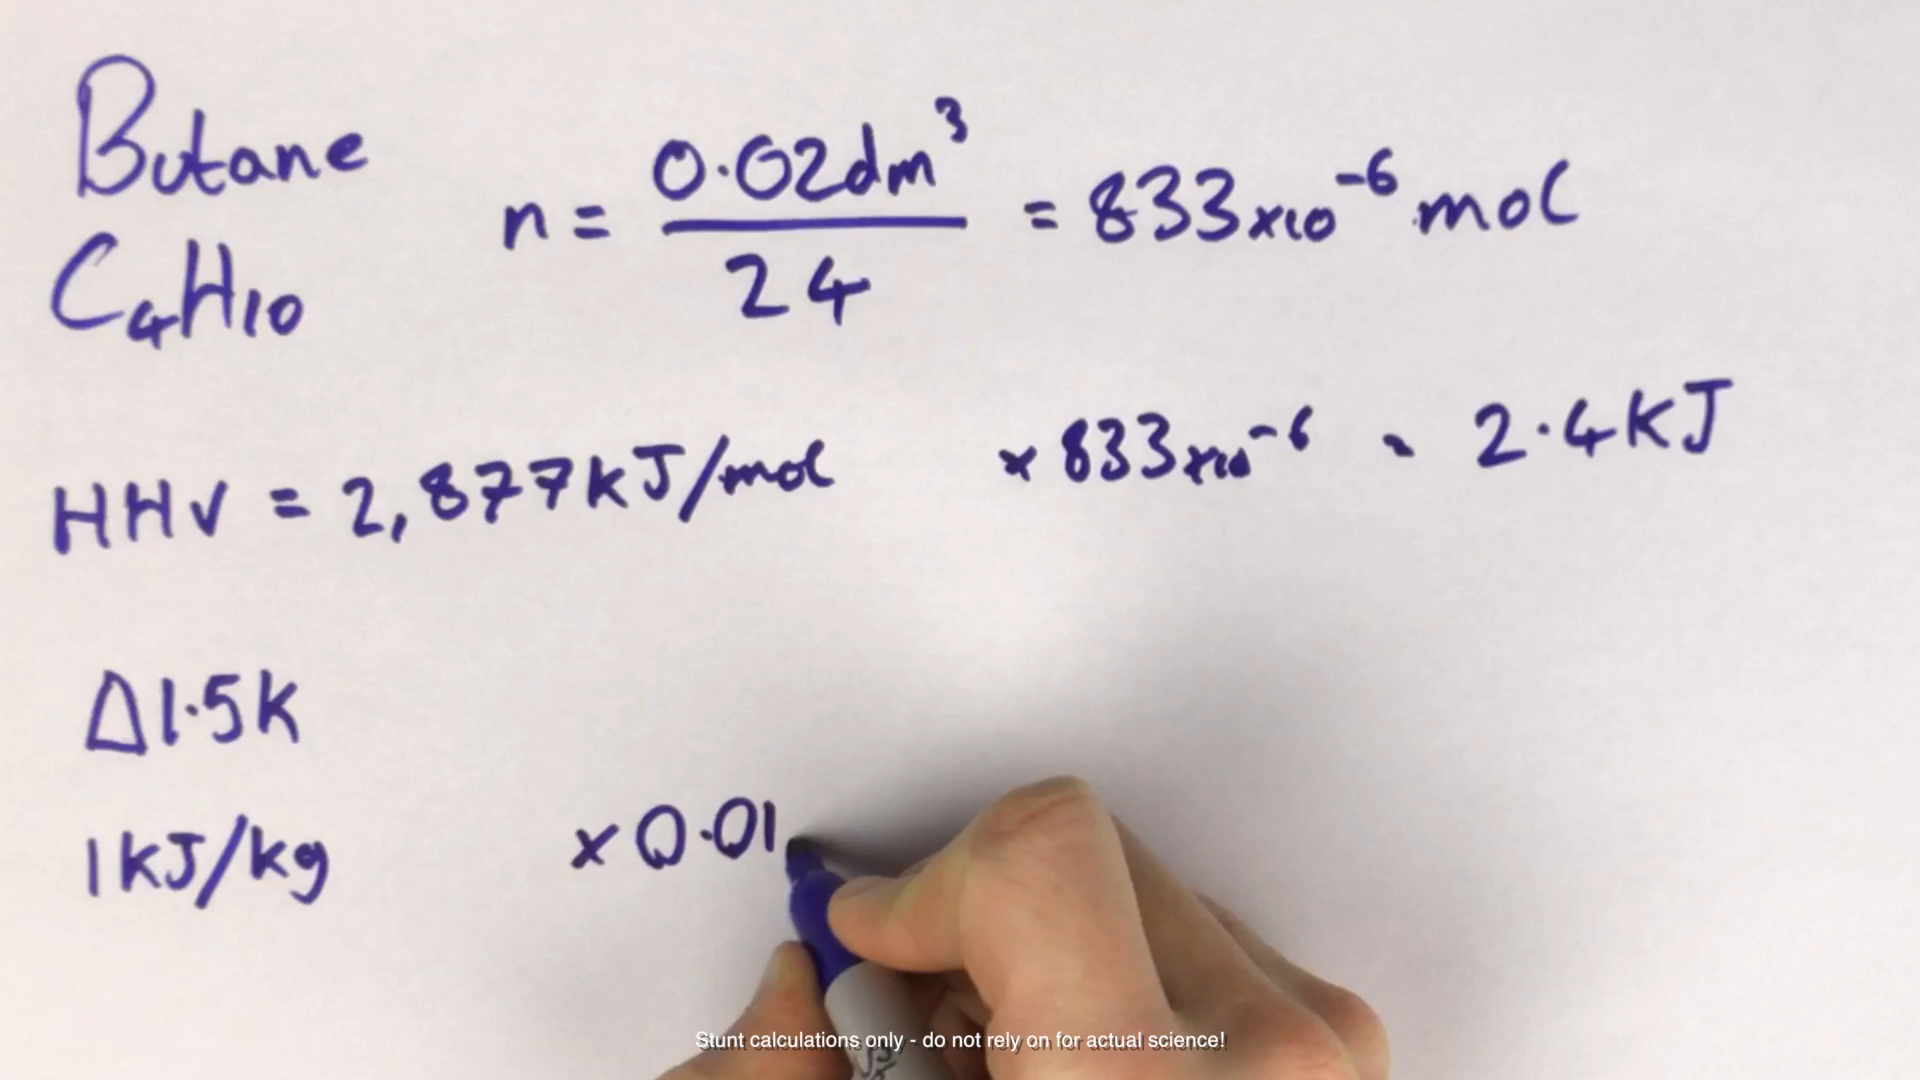 Butane
C₄H₁₀
n = 0.02dm³ / 24 = 833x10⁻⁶ mol
HHV = 2,877kJ/mol x 833x10⁻⁶ = 2.4kJ
Δ1.5K
1kJ/kg x 0.01
Stunt calculations only - do not rely on for actual science!